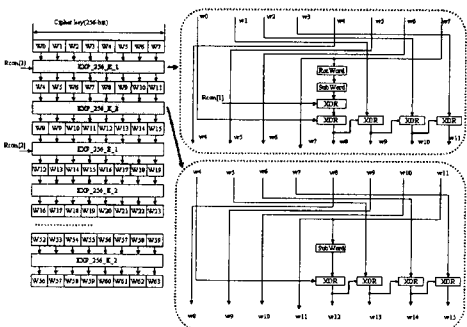 Cipher key(256-bit)
W0 W1 W2 W3 W4 W5 W6 W7
EXP_256_K_1
W4 W5 W6 W7 W8 W9 W10 W11
EXP_256_K_2
W8 W9 W10 W11 W12 W13 W14 W15
Rcon[2]
EXP_256_K_1
W12 W13 W14 W15 W16 W17 W18 W19
EXP_256_K_2
W16 W17 W18 W19 W20 W21 W22 W23
W52 W53 W54 W55 W56 W57 W58 W59
EXP_256_K_2
W56 W57 W58 W59 W60 W61 W62 W63
w0 w1 w2 w3 w4 w5 w6 w7
RotWord
SubWord
Rcon[1]
XOR
XOR XOR XOR XOR
w4 w5 w6 w7 w8 w9 w10 w11
w4 w5 w6 w7 w8 w9 w10 w11
SubWord
XOR XOR XOR XOR
w8 w9 w10 w11 w12 w13 w14 w15